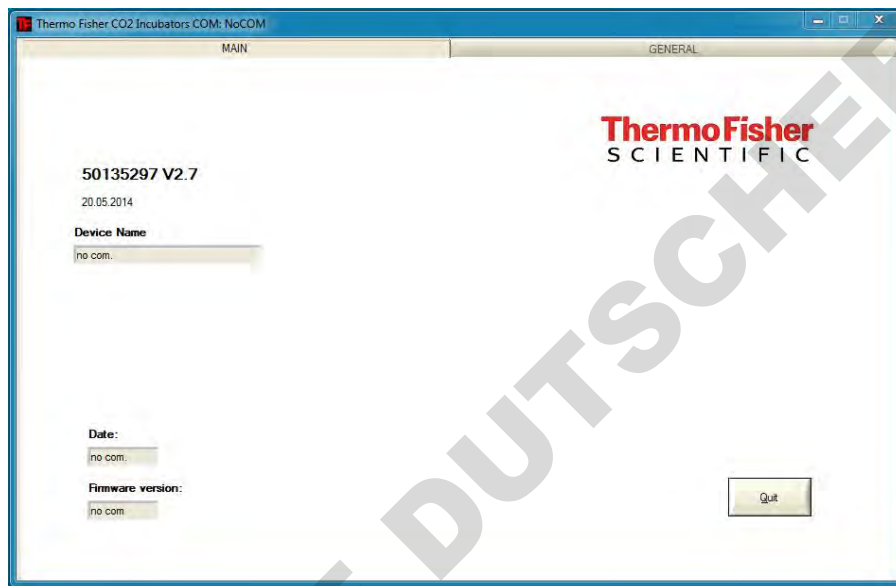 Thermo Fisher CO2 Incubators COM: NoCOM
MAIN
GENERAL
ThermoFisher
SCIENTIFIC
50135297 V2.7
20.05.2014
Device Name
no com.
Date:
no com.
Firmware version:
no com
Quit
DUTSCHER